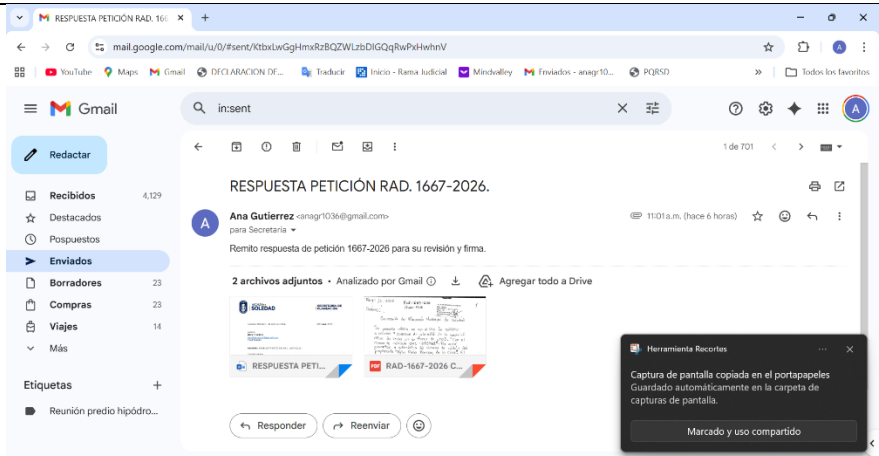 RESPUESTA PETICIÓN RAD. 166
mail.google.com/mail/u/0/#sent/KtbxLwGgHmxRzBQZWLzbDIGQqRwPxHwhnV
YouTube Maps Gmail DECLARACION DE... Traducir Inicio - Rama Judicial Mindvalley Enviados - anagr10... PQRSD » Todos los favoritos
Gmail
in:sent
Redactar
1 de 701
Recibidos 4,129
Destacados
Pospuestos
Enviados
Borradores 23
Compras 23
Viajes 14
Más
Etiquetas +
Reunión predio hipódro...
RESPUESTA PETICIÓN RAD. 1667-2026.
Ana Gutierrez <anagr1036@gmail.com>
11:01 a.m. (hace 6 horas)
para Secretaria
Remito respuesta de petición 1667-2026 para su revisión y firma.
2 archivos adjuntos • Analizado por Gmail
Agregar todo a Drive
SOLEDAD
RESPUESTA PETI...
PDF RAD-1667-2026 C...
Responder
Reenviar
Herramienta Recortes
Captura de pantalla copiada en el portapapeles
Guardado automáticamente en la carpeta de
capturas de pantalla.
Marcado y uso compartido